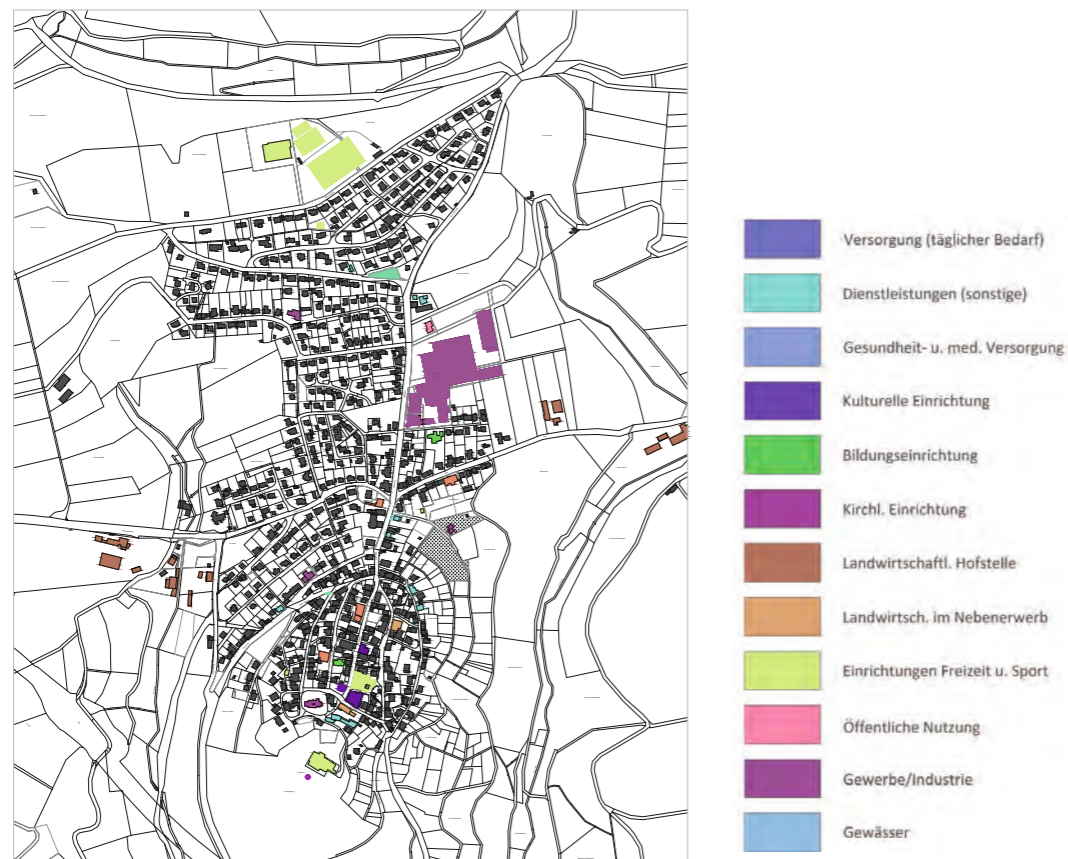 Versorgung (täglicher Bedarf)
Dienstleistungen (sonstige)
Gesundheit- u. med. Versorgung
Kulturelle Einrichtung
Bildungseinrichtung
Kirchl. Einrichtung
Landwirtschaftl. Hofstelle
Landwirtsch. im Nebenerwerb
Einrichtungen Freizeit u. Sport
Öffentliche Nutzung
Gewerbe/Industrie
Gewässer